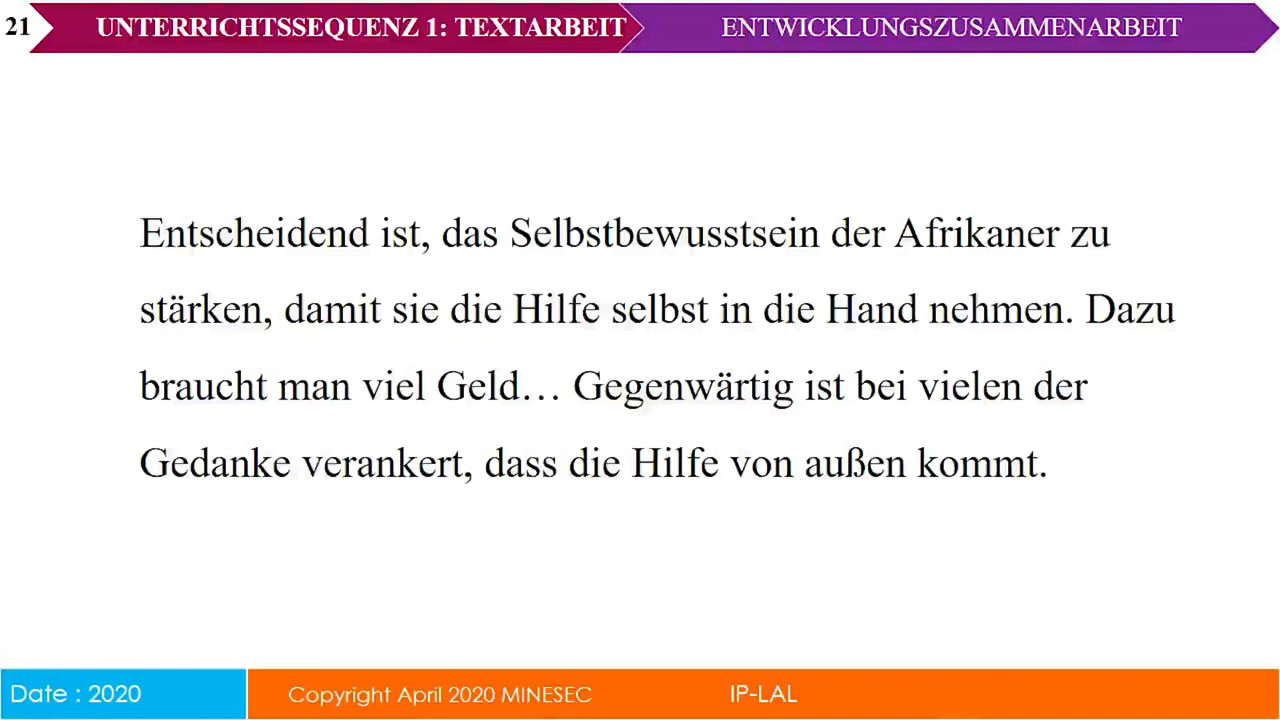 21
UNTERRICHTSSEQUENZ 1: TEXTARBEIT
ENTWICKLUNGSZUSAMMENARBEIT
Entscheidend ist, das Selbstbewusstsein der Afrikaner zu
stärken, damit sie die Hilfe selbst in die Hand nehmen. Dazu
braucht man viel Geld… Gegenwärtig ist bei vielen der
Gedanke verankert, dass die Hilfe von außen kommt.
Date : 2020
Copyright April 2020 MINESEC
IP-LAL